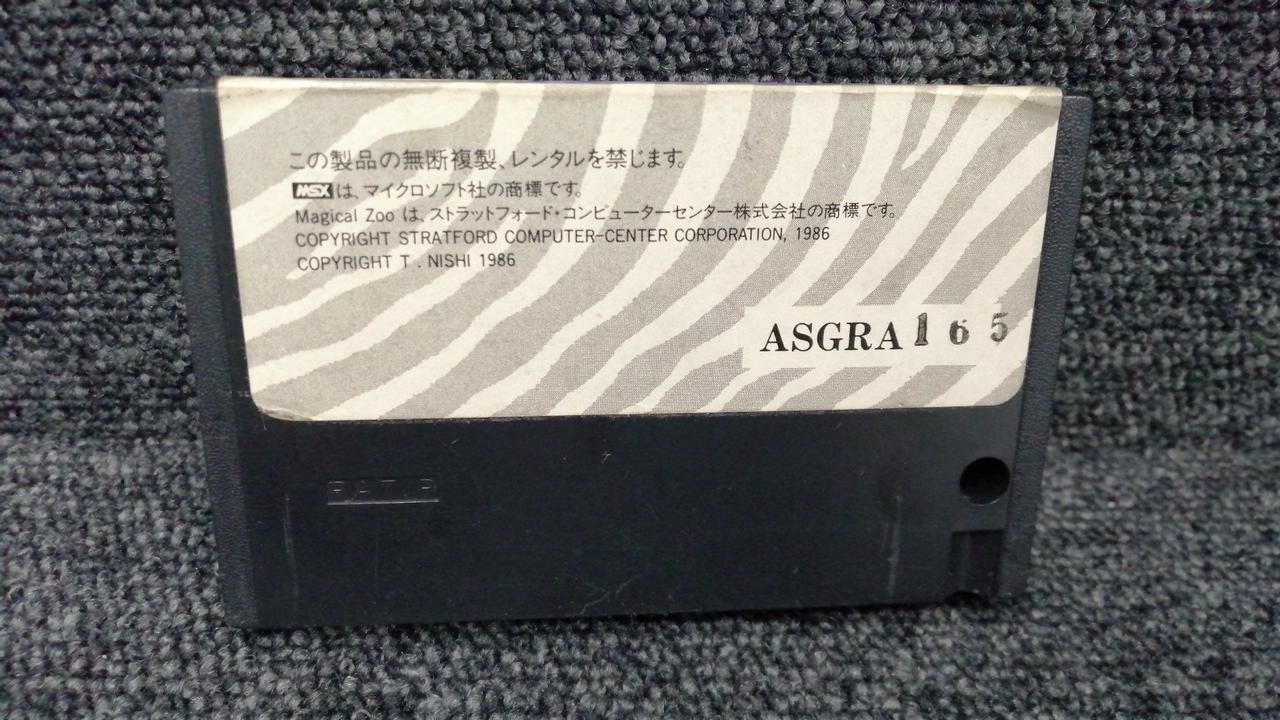 この製品の無断複製、レンタルを禁じます。
MSXは、マイクロソフト社の商標です。
Magical Zoo は、ストラットフォード・コンピューターセンター株式会社の商標です。
COPYRIGHT STRATFORD COMPUTER-CENTER CORPORATION, 1986
COPYRIGHT T . NISHI 1986
ASGRA 1 6 5
PAT.P